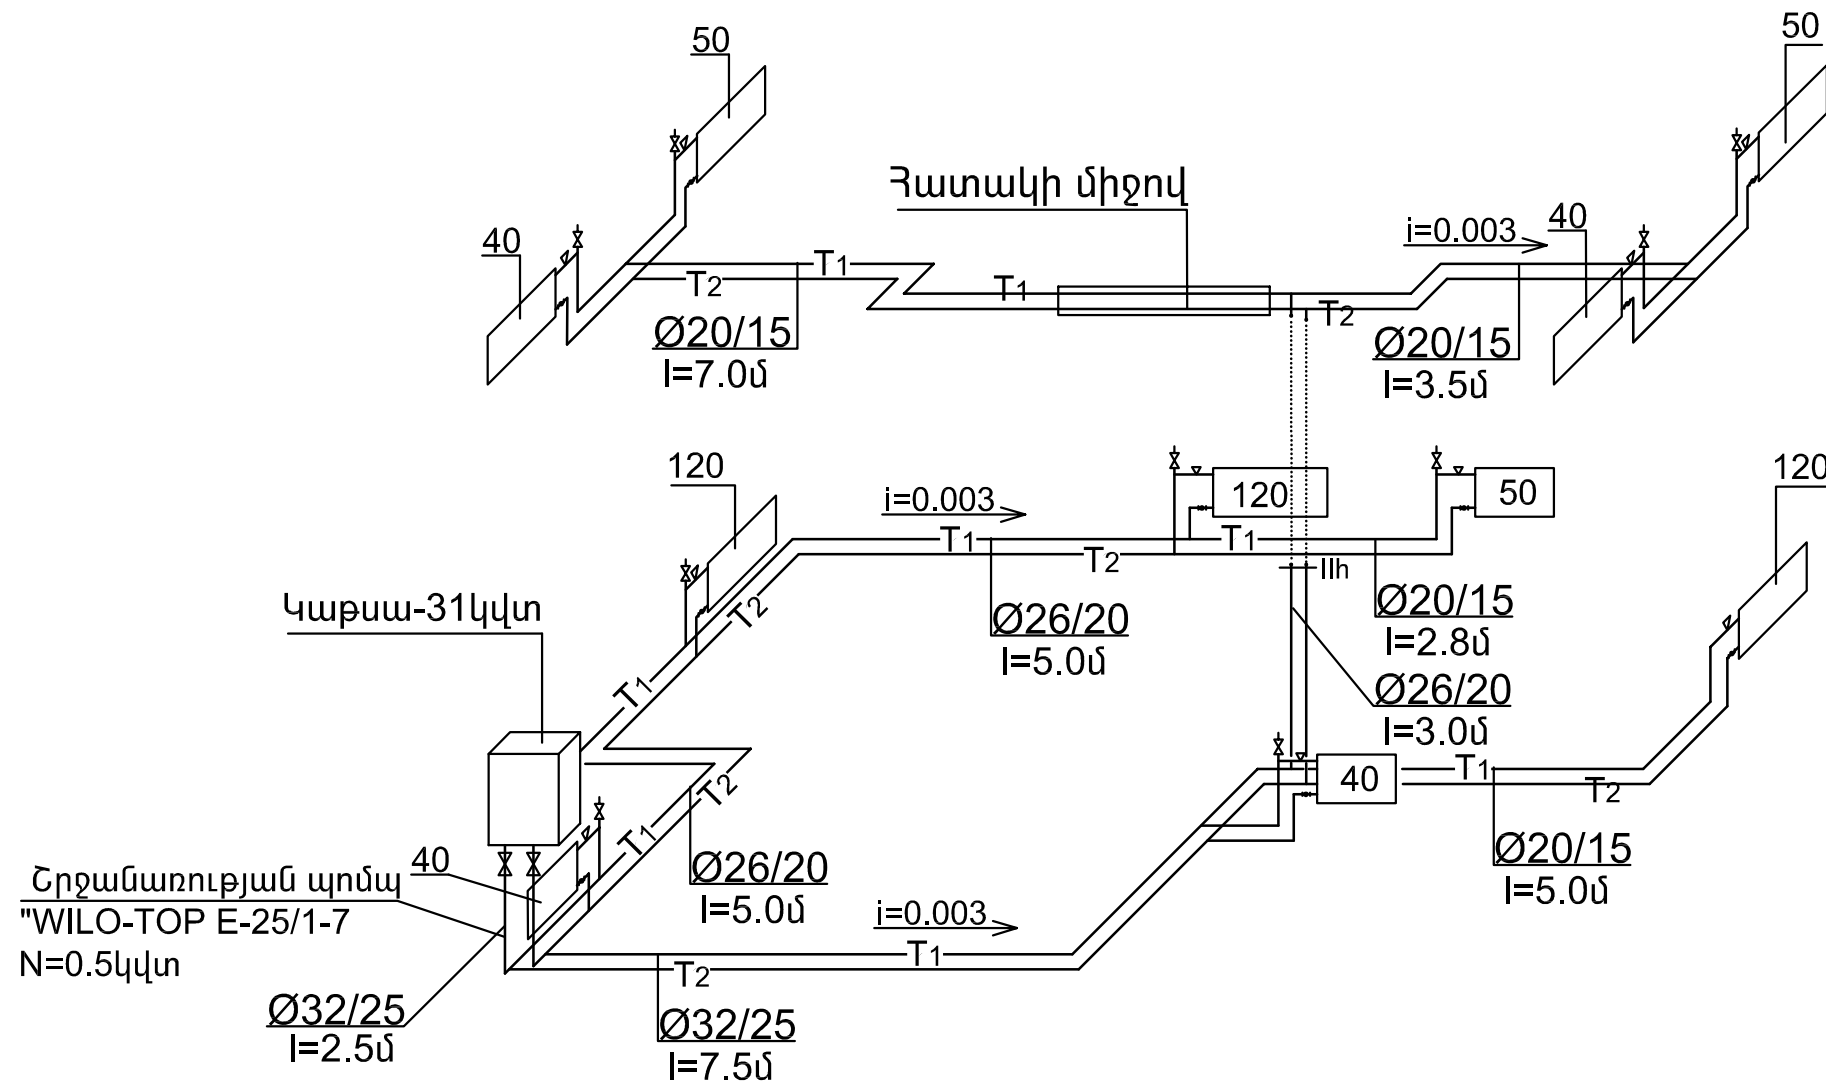 50
50
Հատակի միջով
40
i=0.003
40
T1
T2
T1
T2
Ø20/15
l=7.0մ
Ø20/15
l=3.5մ
120
120
50
120
i=0.003
T1
T2
T1
IIհ
Կաթսա-31կվտ
T2
Ø26/20
l=5.0մ
Ø20/15
l=2.8մ
T1
Ø26/20
l=3.0մ
40
T1
T2
T2
T1
Ø20/15
l=5.0մ
Շրջանառության պոմպ
"WILO-TOP E-25/1-7
N=0.5կվտ
40
Ø26/20
l=5.0մ
i=0.003
T1
T2
Ø32/25
l=2.5մ
Ø32/25
l=7.5մ